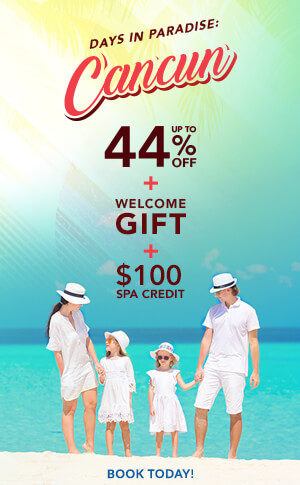 DAYS IN PARADISE:
Cancun
44% UP TO OFF
+
WELCOME
GIFT
+
$100
SPA CREDIT
BOOK TODAY!